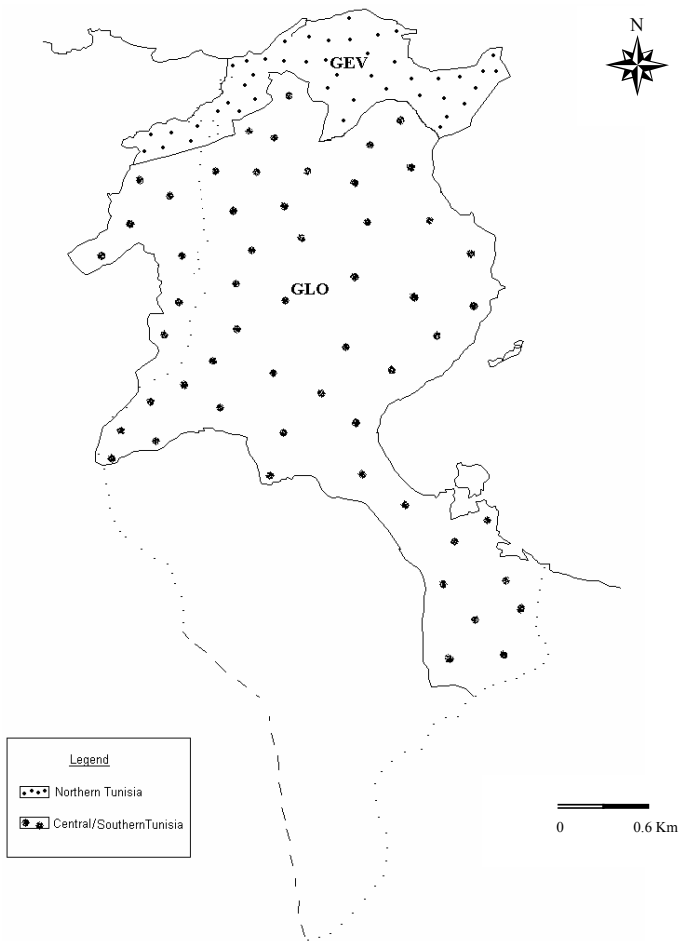 N
GEV
GLO
Legend
Northern Tunisia
Central/SouthernTunisia
0 0.6 Km